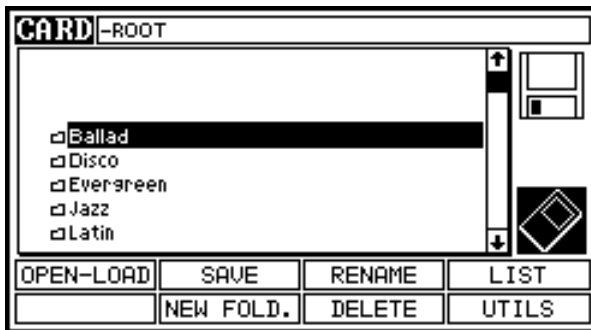 CARD -ROOT
Ballad
Disco
Evergreen
Jazz
Latin
OPEN-LOAD SAVE RENAME LIST
NEW FOLD. DELETE UTILS